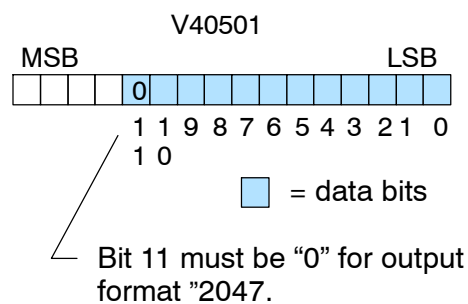 V40501
MSB LSB
0
1 1 9 8 7 6 5 4 3 2 1 0
1 0
= data bits
Bit 11 must be “0” for output
format ”2047.